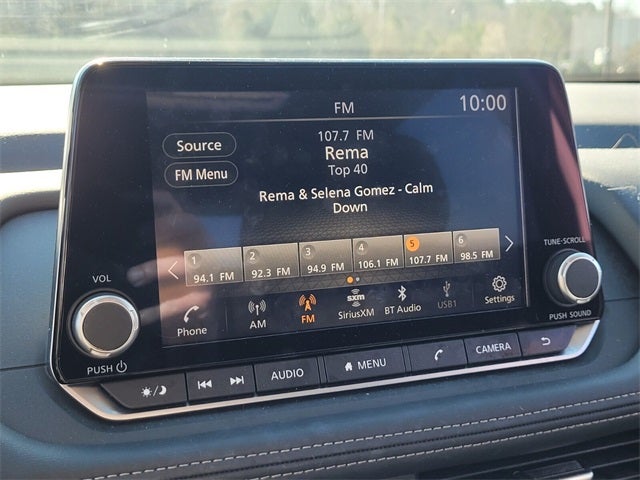 FM
10:00
Source
107.7 FM
Rema
FM Menu
Top 40
Rema & Selena Gomez - Calm
Down
1
94.1 FM
2
92.3 FM
3
94.9 FM
4
106.1 FM
5
107.7 FM
6
98.5 FM
Phone
AM
FM
sxm
SiriusXM
BT Audio
USB1
Settings
VOL
PUSH
TUNE·SCROLL
PUSH SOUND
AUDIO
MENU
CAMERA